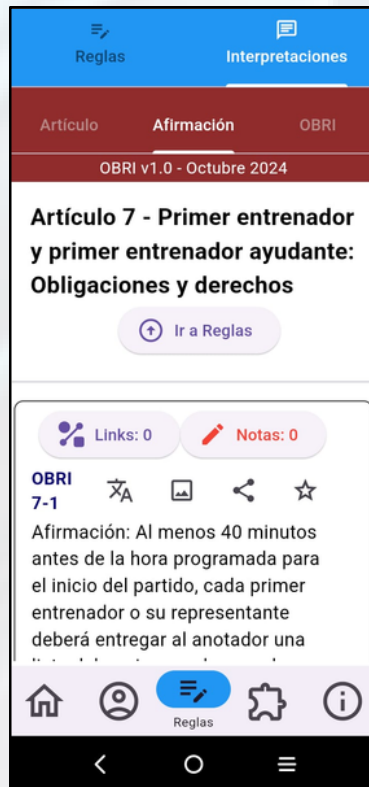 Reglas
Interpretaciones
Artículo
Afirmación
OBRI
OBRI v1.0 - Octubre 2024
Artículo 7 - Primer entrenador
y primer entrenador ayudante:
Obligaciones y derechos
Ir a Reglas
Links: 0
Notas: 0
OBRI
7-1
Afirmación: Al menos 40 minutos
antes de la hora programada para
el inicio del partido, cada primer
entrenador o su representante
deberá entregar al anotador una
Reglas